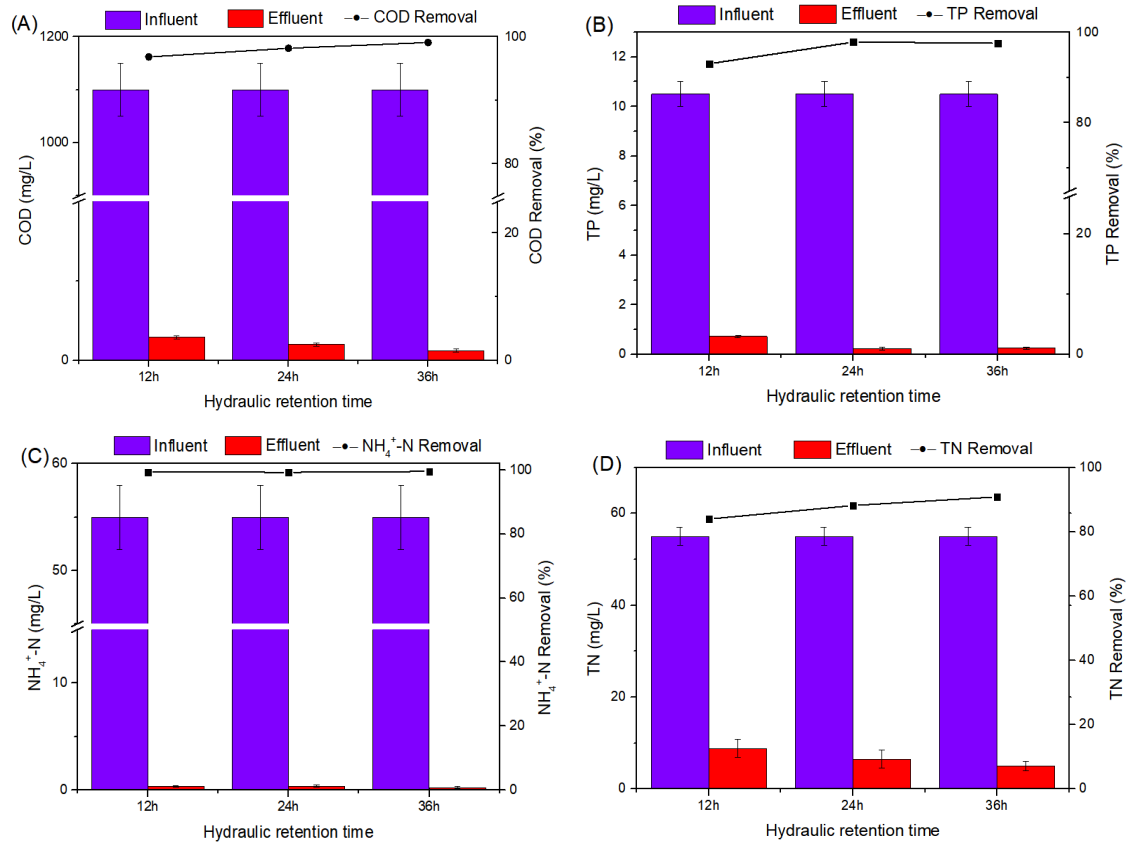 (A)
Influent Effluent COD Removal
1200
1000
0
COD (mg/L)
100
80
20
0
COD Removal (%)
12h 24h 36h
Hydraulic retention time
(B)
Influent Effluent TP Removal
12
10
8
6
4
2
0
TP (mg/L)
100
80
20
0
TP Removal (%)
12h 24h 36h
Hydraulic retention time
(C)
Influent Effluent NH₄⁺-N Removal
60
50
10
0
NH₄⁺-N (mg/L)
100
80
60
40
20
0
NH₄⁺-N Removal (%)
12h 24h 36h
Hydraulic retention time
(D)
Influent Effluent TN Removal
60
40
20
0
TN (mg/L)
100
80
60
40
20
0
TN Removal (%)
12h 24h 36h
Hydraulic retention time